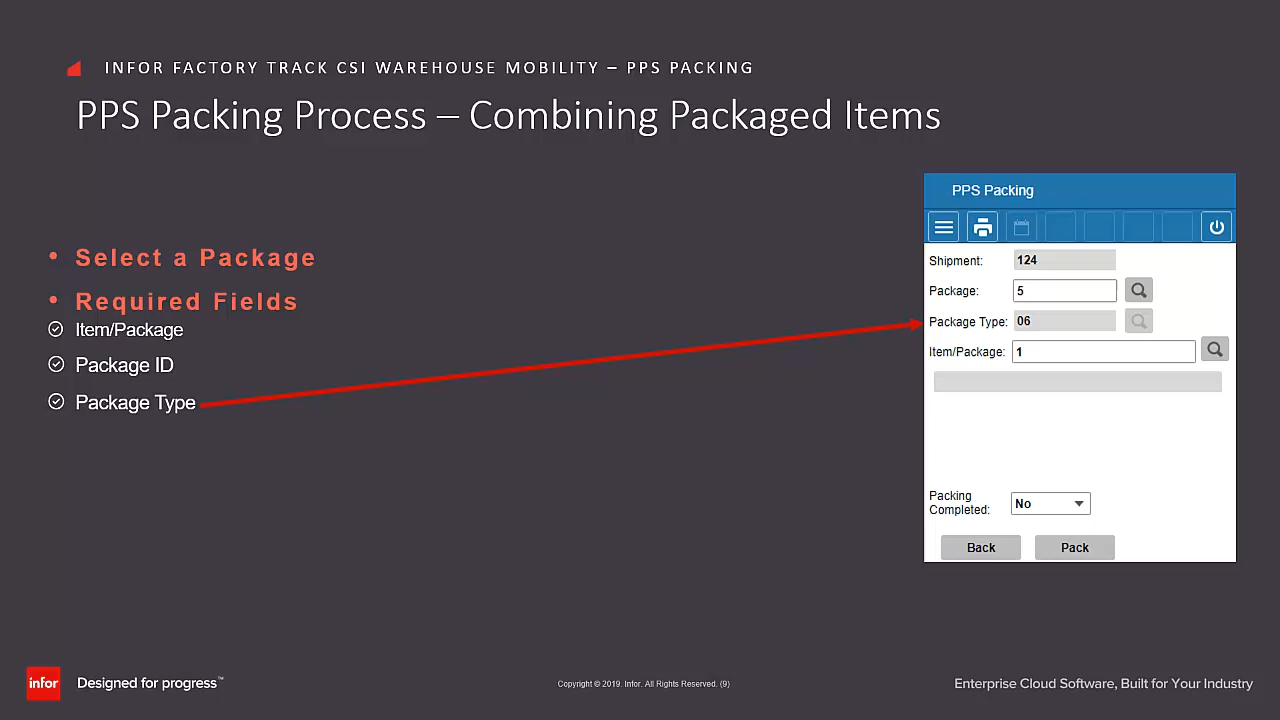 INFOR FACTORY TRACK CSI WAREHOUSE MOBILITY – PPS PACKING
PPS Packing Process – Combining Packaged Items
• Select a Package
• Required Fields
Item/Package
Package ID
Package Type
PPS Packing
Shipment: 124
Package: 5
Package Type: 06
Item/Package: 1
Packing
Completed: No
Back Pack
infor Designed for progress™
Copyright © 2019. Infor. All Rights Reserved. (9)
Enterprise Cloud Software, Built for Your Industry